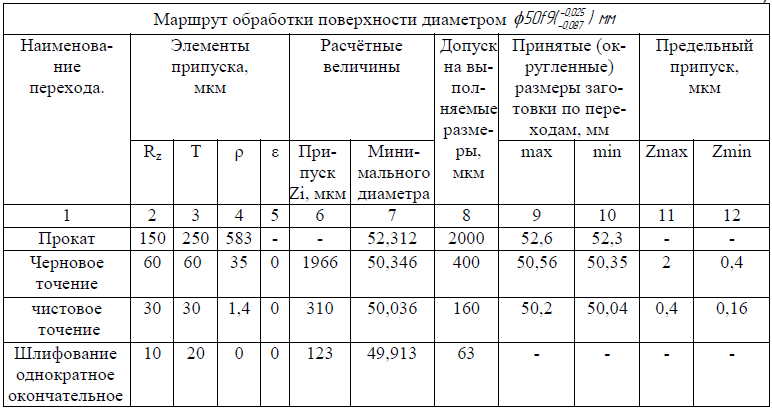 Маршрут обработки поверхности диаметром ϕ50f9(-0,025 -0,087) мм
Наименова-
ние
перехода.
Элементы
припуска,
мкм
Расчётные
величины
Допуск
на вы-
пол-
няемые
разме-
ры,
мкм
Принятые (ок-
ругленные)
размеры заго-
товки по пере-
ходам, мм
Предельный
припуск,
мкм
Rz T ρ ε
При-
пуск
Zi, мкм
Мини-
мального
диаметра
max min Zmax Zmin
1 2 3 4 5 6 7 8 9 10 11 12
Прокат 150 250 583 - - 52,312 2000 52,6 52,3 - -
Черновое
точение
60 60 35 0 1966 50,346 400 50,56 50,35 2 0,4
чистовое
точение
30 30 1,4 0 310 50,036 160 50,2 50,04 0,4 0,16
Шлифование
однократное
окончательное
10 20 0 0 123 49,913 63 - - - -